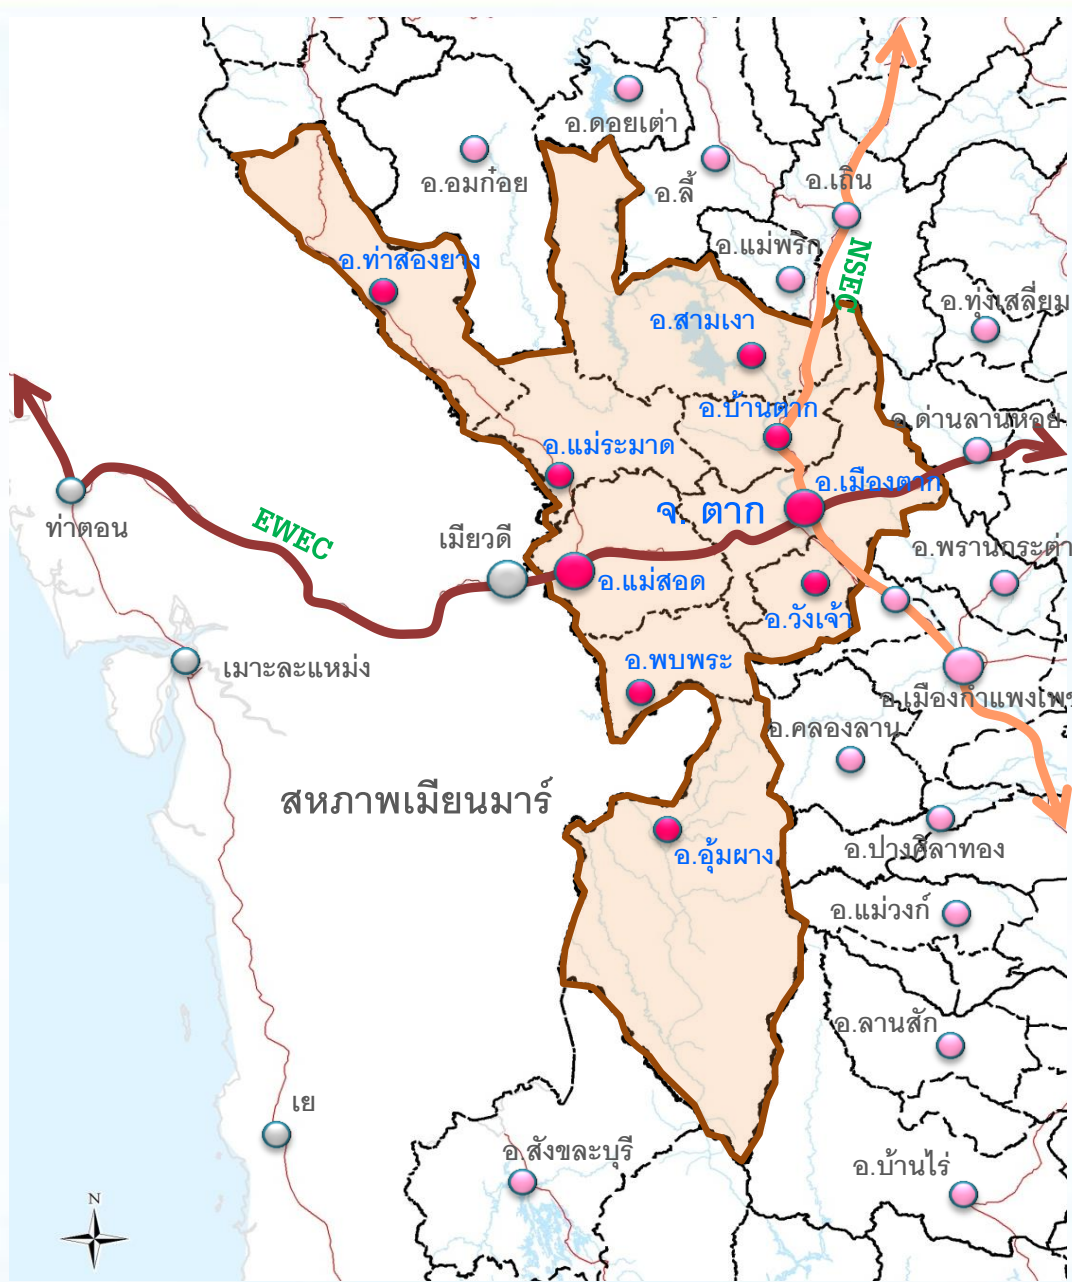 อ.ดอยเต่า
อ.อมก๋อย
อ.ลี้
อ.เถิน
อ.แม่พริก
NSEC
อ.ท่าสองยาง
อ.ทุ่งเสลี่ยม
อ.สามเงา
อ.บ้านตาก
อ.ด่านลานหอย
อ.แม่ระมาด
อ.เมืองตาก
จ. ตาก
ท่าตอน
EWEC
เมียวดี
อ.พรานกระต่า
อ.แม่สอด
อ.วังเจ้า
อ.พบพระ
เมาะละแหม่ง
อ.เมืองกำแพงเพช
อ.คลองลาน
สหภาพเมียนมาร์
อ.อุ้มผาง
อ.ปางศิลาทอง
อ.แม่วงก์
อ.ลานสัก
เย
อ.สังขละบุรี
อ.บ้านไร่
N